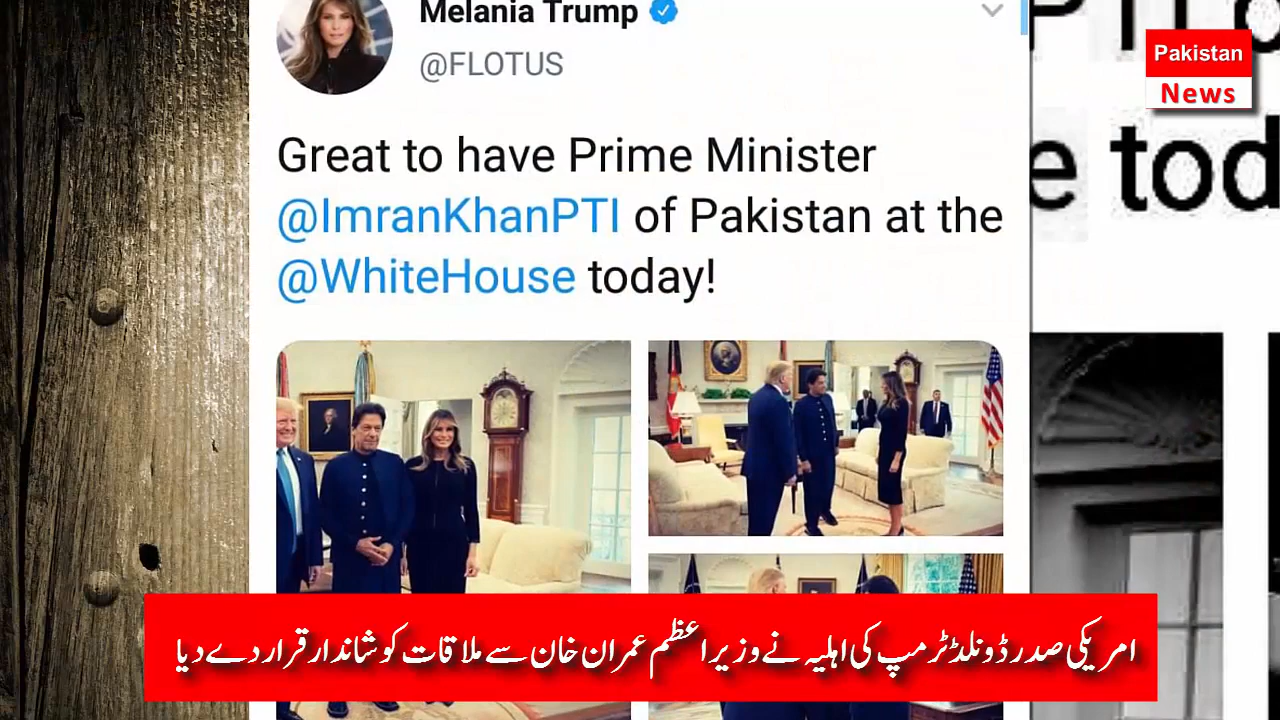 Melania Trump
@FLOTUS
Great to have Prime Minister
@ImranKhanPTI of Pakistan at the
@WhiteHouse today!
Pakistan
News
e tod
امریکی صدر ڈونلڈ ٹرمپ کی اہلیہ نے وزیراعظم عمران خان سے ملاقات کو شاندار قرار دے دیا